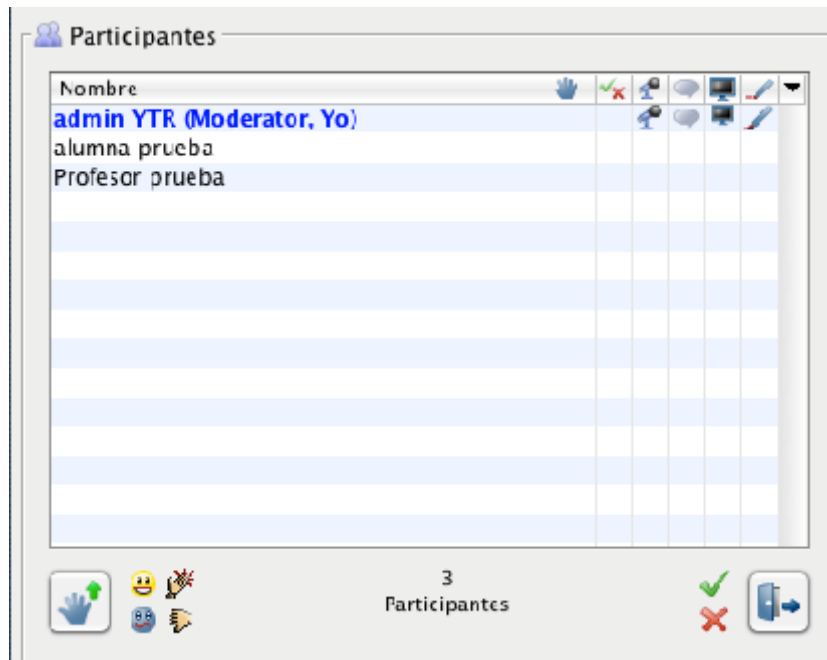 Participantes
Nombre
admin YTR (Moderator, Yo)
alumna prueba
Profesor prueba
3
Participantes